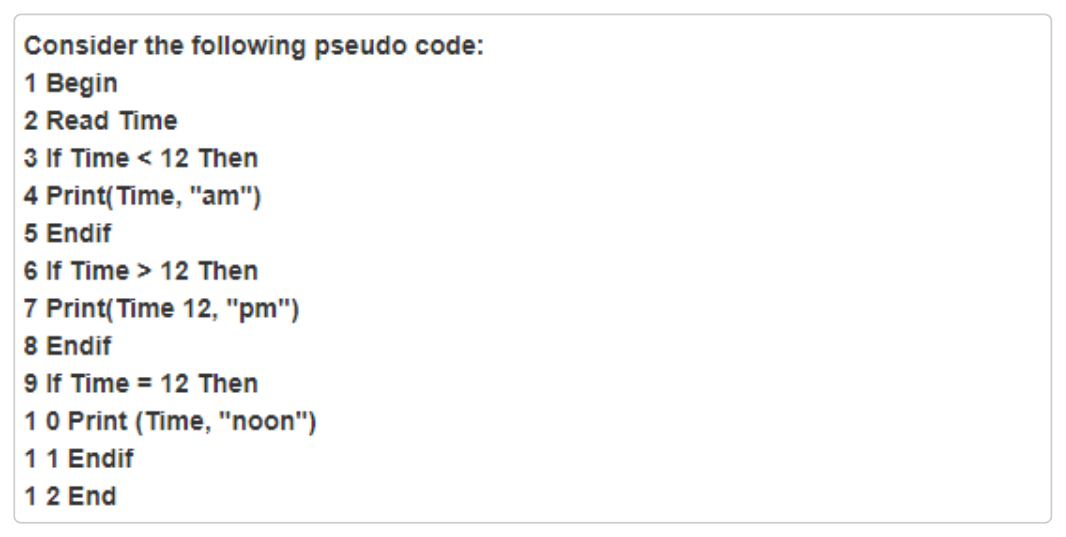 Consider the following pseudo code:
1 Begin
2 Read Time
3 If Time < 12 Then
4 Print(Time, "am")
5 Endif
6 If Time > 12 Then
7 Print(Time 12, "pm")
8 Endif
9 If Time = 12 Then
1 0 Print (Time, "noon")
1 1 Endif
1 2 End